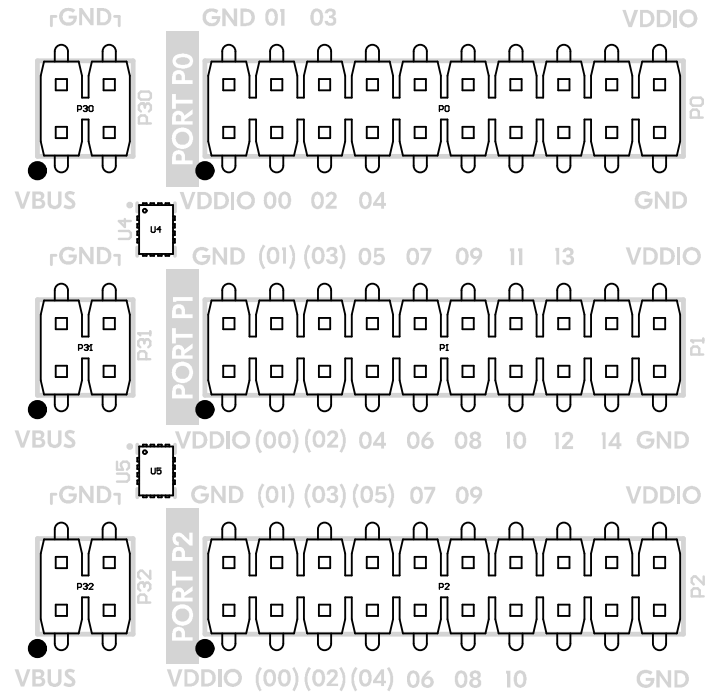 GND GND 01 03 VDDIO
PORT P0 P30 P30 P0 P0
VBUS VDDIO 00 02 04 GND
U4 U4
GND GND (01) (03) 05 07 09 11 13 VDDIO
PORT P1 P31 P31 P1 P1
VBUS VDDIO (00) (02) 04 06 08 10 12 14 GND
U5 U5
GND GND (01) (03) (05) 07 09 VDDIO
PORT P2 P32 P32 P2 P2
VBUS VDDIO (00) (02) (04) 06 08 10 GND